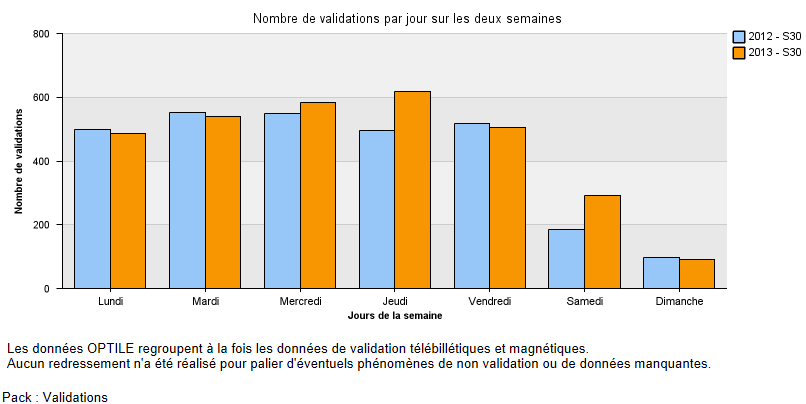 Nombre de validations par jour sur les deux semaines
2012 - S30
2013 - S30
800
600
400
200
0
Nombre de validations
Lundi
Mardi
Mercredi
Jeudi
Vendredi
Samedi
Dimanche
Jours de la semaine
Les données OPTILE regroupent à la fois les données de validation télébillétiques et magnétiques.
Aucun redressement n'a été réalisé pour palier d'éventuels phénomènes de non validation ou de données manquantes.
Pack : Validations